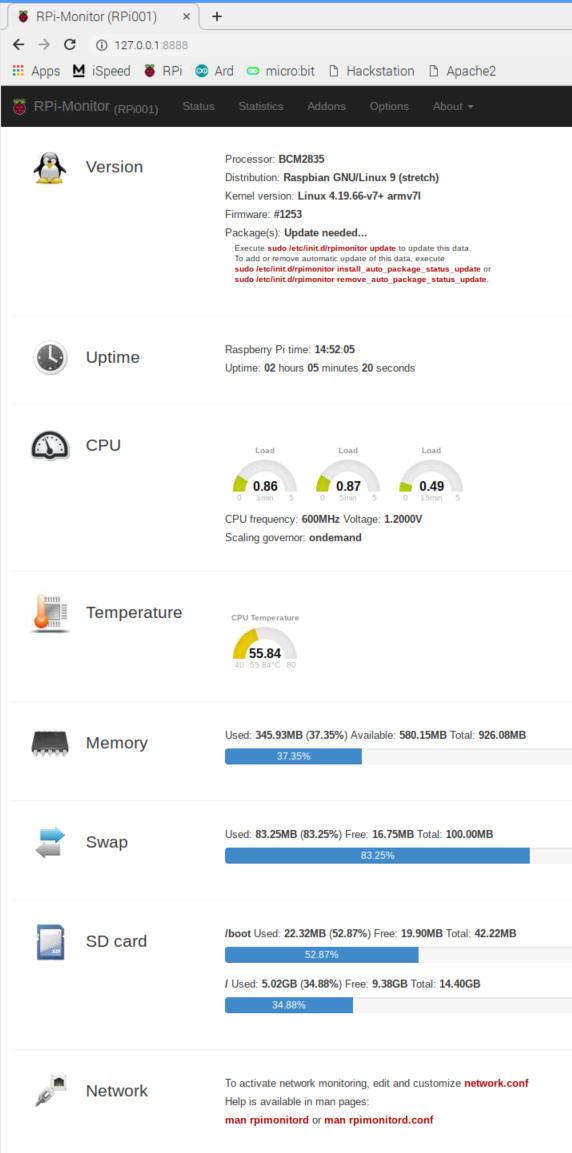 RPi-Monitor (RPi001)
127.0.0.1:8888
Apps iSpeed RPi Ard micro:bit Hackstation Apache2
RPi-Monitor (RPi001) Status Statistics Addons Options About
Version
Processor: BCM2835
Distribution: Raspbian GNU/Linux 9 (stretch)
Kernel version: Linux 4.19.66-v7+ armv7l
Firmware: #1253
Package(s): Update needed...
Execute sudo /etc/init.d/rpimonitor update to update this data.
To add or remove automatic update of this data, execute
sudo /etc/init.d/rpimonitor install_auto_package_status_update or
sudo /etc/init.d/rpimonitor remove_auto_package_status_update.
Uptime
Raspberry Pi time: 14:52:05
Uptime: 02 hours 05 minutes 20 seconds
CPU
Load Load Load
0.86 0.87 0.49
0 1min 5 0 5min 5 0 15min 5
CPU frequency: 600MHz Voltage: 1.2000V
Scaling governor: ondemand
Temperature
CPU Temperature
55.84
40 55.84°C 80
Memory
Used: 345.93MB (37.35%) Available: 580.15MB Total: 926.08MB
37.35%
Swap
Used: 83.25MB (83.25%) Free: 16.75MB Total: 100.00MB
83.25%
SD card
/boot Used: 22.32MB (52.87%) Free: 19.90MB Total: 42.22MB
52.87%
/ Used: 5.02GB (34.88%) Free: 9.38GB Total: 14.40GB
34.88%
Network
To activate network monitoring, edit and customize network.conf
Help is available in man pages:
man rpimonitord or man rpimonitord.conf